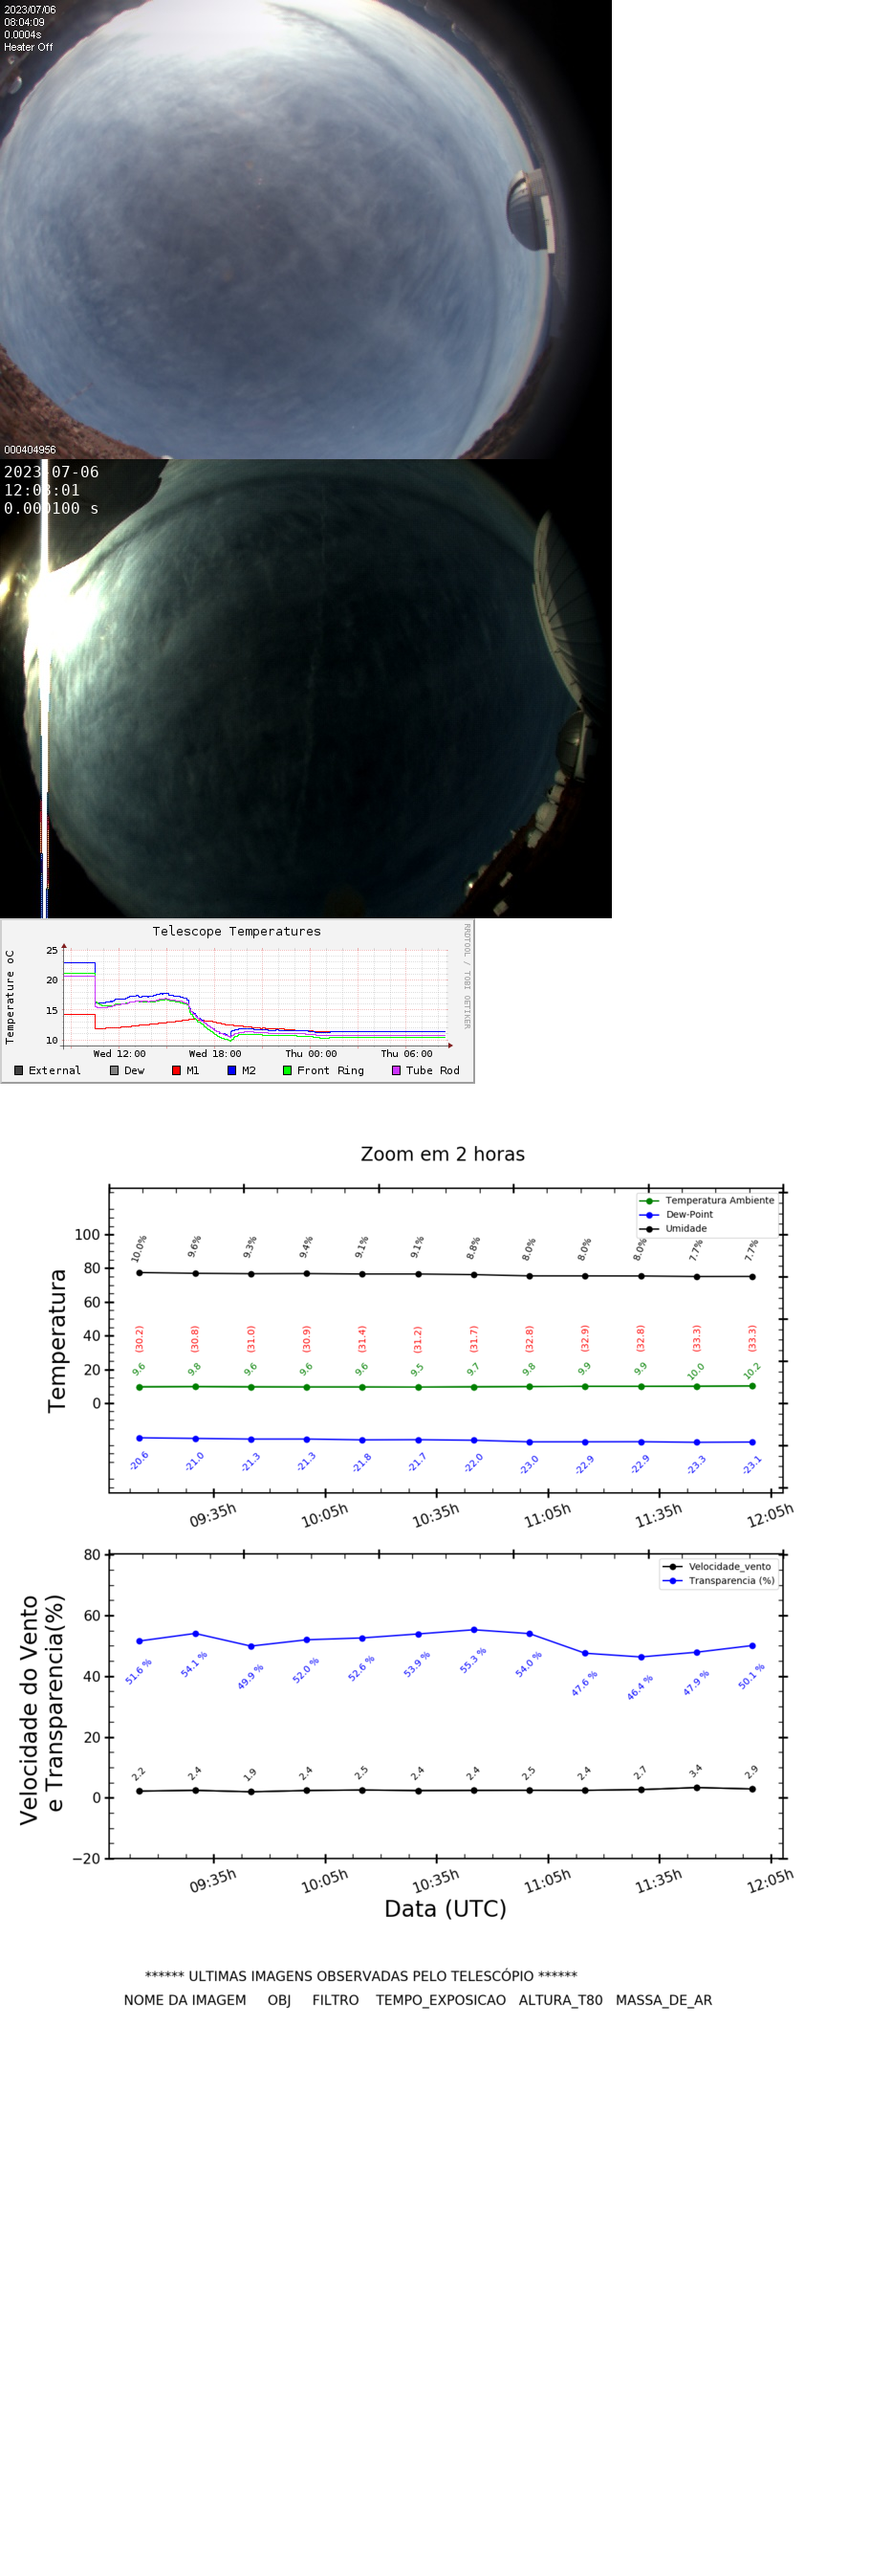 2023/07/06
08:04:09
0.0004s
Heater Off
000404956
2023-07-06
12:03:01
0.000100 s
Telescope Temperatures
RRDTOOL / TOBI OETIKER
Temperature oC
25
20
15
10
Wed 12:00 Wed 18:00 Thu 00:00 Thu 06:00
External Dew M1 M2 Front Ring Tube Rod
Zoom em 2 horas
Temperatura Ambiente
Dew-Point
Umidade
Temperatura
100
80
60
40
20
0
10.0% 9.6% 9.3% 9.4% 9.1% 9.1% 8.8% 8.0% 8.0% 8.0% 7.7% 7.7%
(30.2) (30.8) (31.0) (30.9) (31.4) (31.2) (31.7) (32.8) (32.9) (32.8) (33.3) (33.3)
9.6 9.8 9.6 9.6 9.6 9.5 9.7 9.8 9.9 9.9 10.0 10.2
-20.6 -21.0 -21.3 -21.3 -21.8 -21.7 -22.0 -23.0 -22.9 -22.9 -23.3 -23.1
09:35h 10:05h 10:35h 11:05h 11:35h 12:05h
Velocidade_vento
Transparencia (%)
Velocidade do Vento
e Transparencia(%)
80
60
40
20
0
−20
51.6 % 54.1 % 49.9 % 52.0 % 52.6 % 53.9 % 55.3 % 54.0 % 47.6 % 46.4 % 47.9 % 50.1 %
2.2 2.4 1.9 2.4 2.5 2.4 2.4 2.5 2.4 2.7 3.4 2.9
09:35h 10:05h 10:35h 11:05h 11:35h 12:05h
Data (UTC)
****** ULTIMAS IMAGENS OBSERVADAS PELO TELESCÓPIO ******
NOME DA IMAGEM OBJ FILTRO TEMPO_EXPOSICAO ALTURA_T80 MASSA_DE_AR